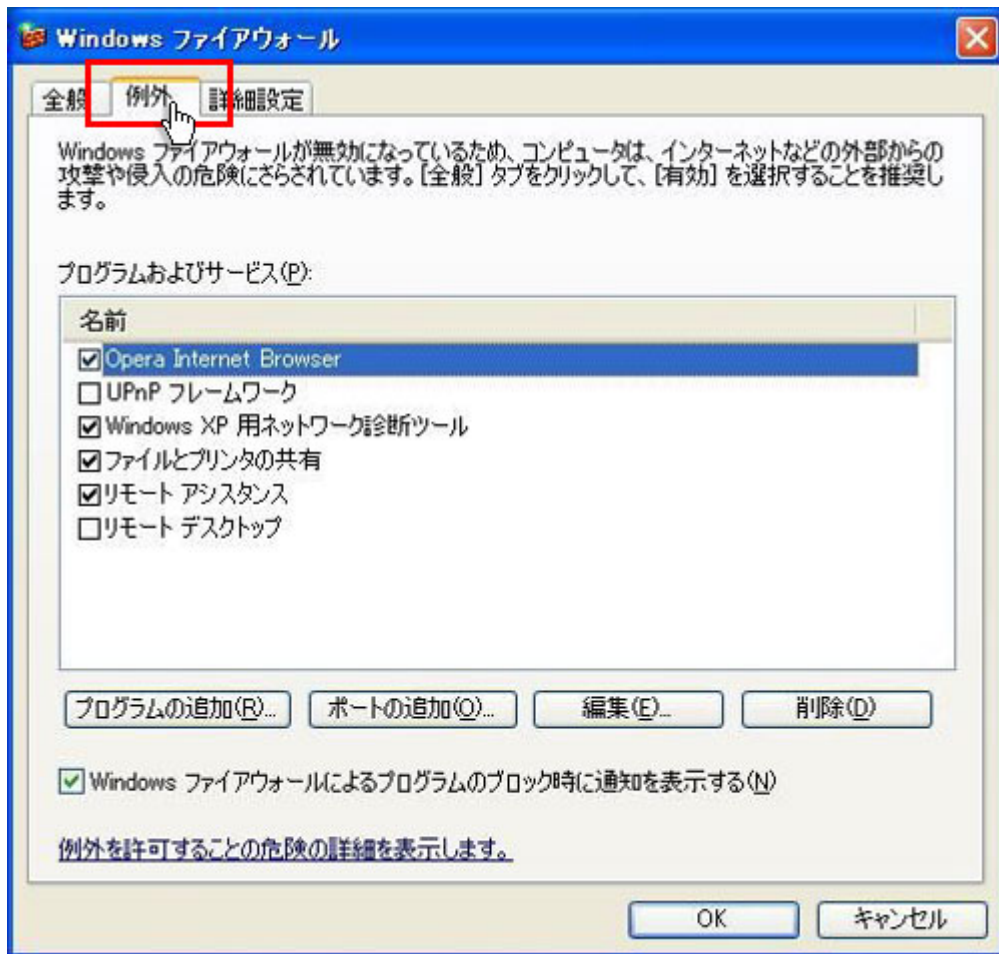 Windows ファイアウォール
全般 例外 詳細設定
Windows ファイアウォールが無効になっているため、コンピュータは、インターネットなどの外部からの
攻撃や侵入の危険にさらされています。[全般] タブをクリックして、[有効] を選択することを推奨し
ます。
プログラムおよびサービス(P):
名前
Opera Internet Browser
UPnP フレームワーク
Windows XP 用ネットワーク診断ツール
ファイルとプリンタの共有
リモート アシスタンス
リモート デスクトップ
プログラムの追加(R)... ポートの追加(O)... 編集(E)... 削除(D)
Windows ファイアウォールによるプログラムのブロック時に通知を表示する(N)
例外を許可することの危険の詳細を表示します。
OK キャンセル